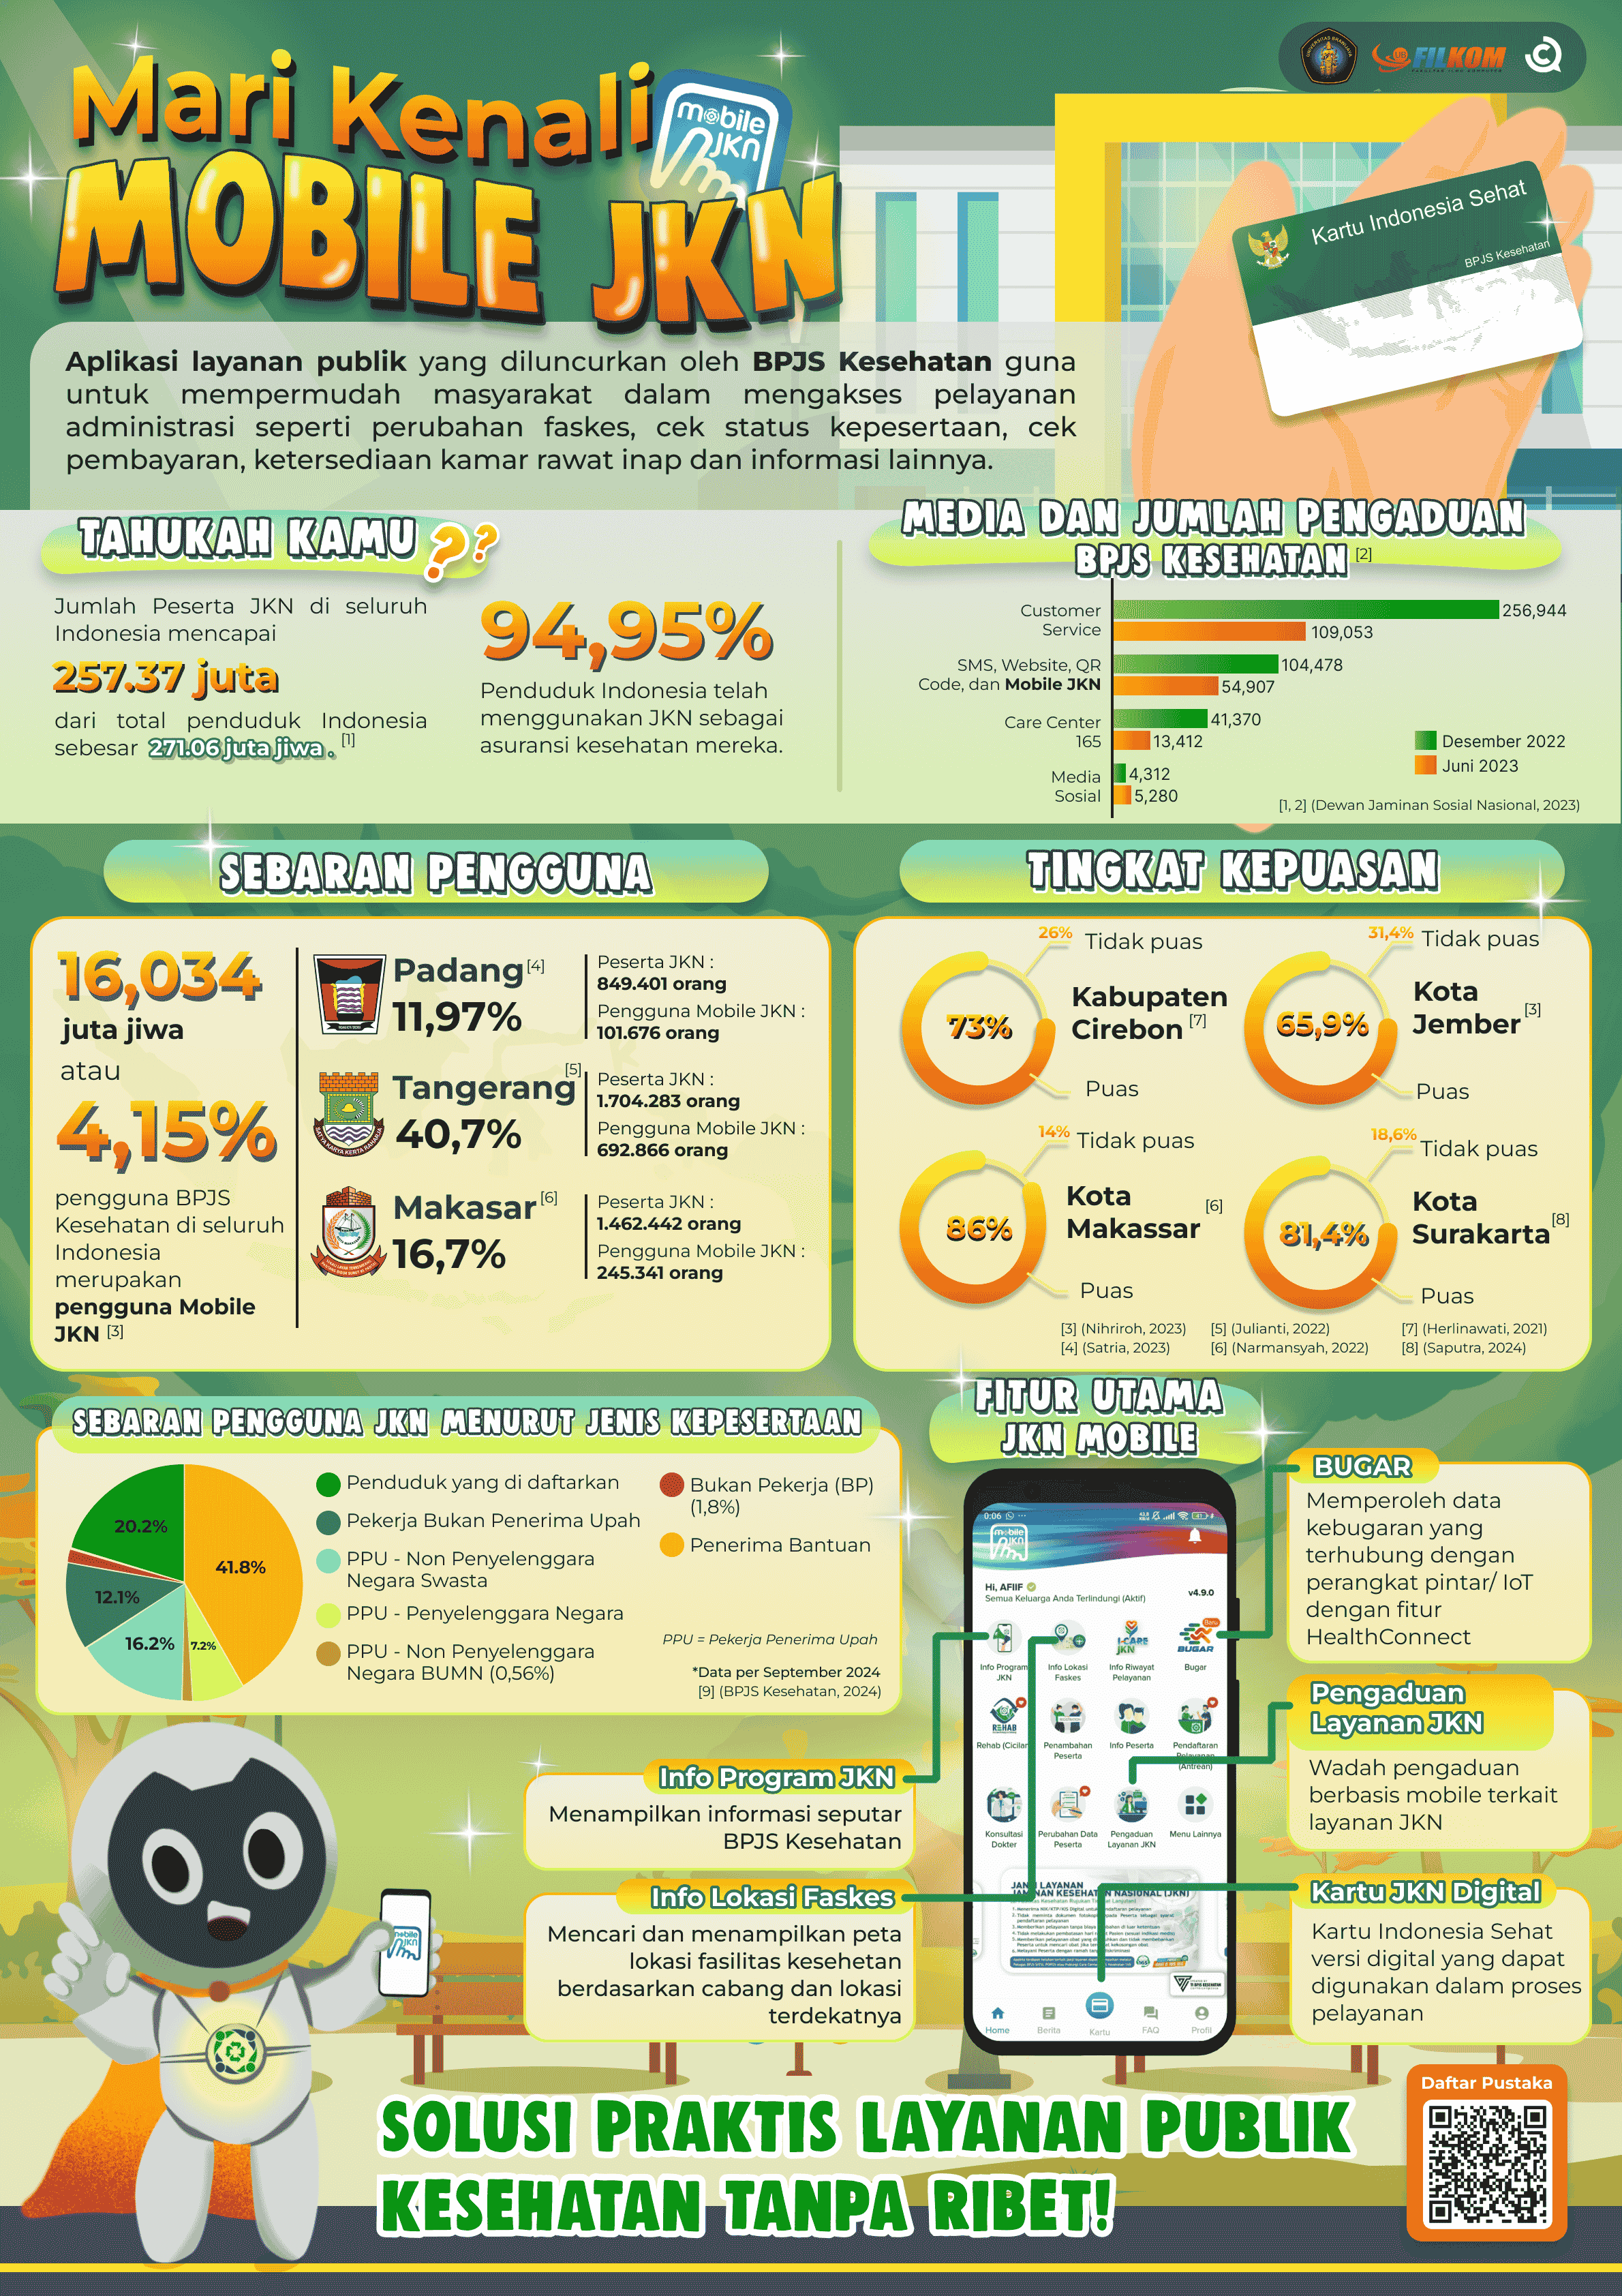 Mari Kenali
MOBILE JKN
mobile
JKN
FILKOM
FAKULTAS ILMU KOMPUTER
Kartu Indonesia Sehat
BPJS Kesehatan
Aplikasi layanan publik yang diluncurkan oleh BPJS Kesehatan guna
untuk mempermudah masyarakat dalam mengakses pelayanan
administrasi seperti perubahan faskes, cek status kepesertaan, cek
pembayaran, ketersediaan kamar rawat inap dan informasi lainnya.
TAHUKAH KAMU ??
Jumlah Peserta JKN di seluruh
Indonesia mencapai
257.37 juta
dari total penduduk Indonesia
sebesar 271.06 juta jiwa. [1]
94,95%
Penduduk Indonesia telah
menggunakan JKN sebagai
asuransi kesehatan mereka.
MEDIA DAN JUMLAH PENGADUAN
BPJS KESEHATAN [2]
Customer
Service
256,944
109,053
SMS, Website, QR
Code, dan Mobile JKN
104,478
54,907
Care Center
165
41,370
13,412
Media
Sosial
4,312
5,280
Desember 2022
Juni 2023
[1, 2] (Dewan Jaminan Sosial Nasional, 2023)
SEBARAN PENGGUNA
16,034
juta jiwa
atau
4,15%
pengguna BPJS
Kesehatan di seluruh
Indonesia
merupakan
pengguna Mobile
JKN [3]
Padang [4]
11,97%
Peserta JKN :
849.401 orang
Pengguna Mobile JKN :
101.676 orang
Tangerang [5]
40,7%
Peserta JKN :
1.704.283 orang
Pengguna Mobile JKN :
692.866 orang
Makasar [6]
16,7%
Peserta JKN :
1.462.442 orang
Pengguna Mobile JKN :
245.341 orang
TINGKAT KEPUASAN
26% Tidak puas
73%
Kabupaten
Cirebon [7]
Puas
31,4% Tidak puas
65,9%
Kota
Jember [3]
Puas
14% Tidak puas
86%
Kota
Makassar [6]
Puas
18,6% Tidak puas
81,4%
Kota
Surakarta [8]
Puas
[3] (Nihriroh, 2023) [5] (Julianti, 2022) [7] (Herlinawati, 2021)
[4] (Satria, 2023) [6] (Narmansyah, 2022) [8] (Saputra, 2024)
SEBARAN PENGGUNA JKN MENURUT JENIS KEPESERTAAN
20.2%
41.8%
12.1%
16.2%
7.2%
Penduduk yang di daftarkan
Pekerja Bukan Penerima Upah
PPU - Non Penyelenggara
Negara Swasta
PPU - Penyelenggara Negara
PPU - Non Penyelenggara
Negara BUMN (0,56%)
Bukan Pekerja (BP)
(1,8%)
Penerima Bantuan
PPU = Pekerja Penerima Upah
*Data per September 2024
[9] (BPJS Kesehatan, 2024)
FITUR UTAMA
JKN MOBILE
0:06
mobile
JKN
Hi, AFIIF
Semua Keluarga Anda Terlindungi (Aktif)
v4.9.0
I-CARE
JKN
Baru
BUGAR
Info Program
JKN
Info Lokasi
Faskes
Info Riwayat
Pelayanan
Bugar
REHAB
Rehab (Cicilan
Penambahan
Peserta
Info Peserta
Pendaftaran
Pelayanan
(Antrean)
Konsultasi
Dokter
Perubahan Data
Peserta
Pengaduan
Layanan JKN
Menu Lainnya
JANJI LAYANAN
JAMINAN KESEHATAN NASIONAL (JKN)
Home
Berita
Kartu
FAQ
Profil
BUGAR
Memperoleh data
kebugaran yang
terhubung dengan
perangkat pintar/ IoT
dengan fitur
HealthConnect
Pengaduan
Layanan JKN
Wadah pengaduan
berbasis mobile terkait
layanan JKN
Kartu JKN Digital
Kartu Indonesia Sehat
versi digital yang dapat
digunakan dalam proses
pelayanan
Info Program JKN
Menampilkan informasi seputar
BPJS Kesehatan
Info Lokasi Faskes
Mencari dan menampilkan peta
lokasi fasilitas kesehetan
berdasarkan cabang dan lokasi
terdekatnya
mobile
JKN
SOLUSI PRAKTIS LAYANAN PUBLIK
KESEHATAN TANPA RIBET!
Daftar Pustaka